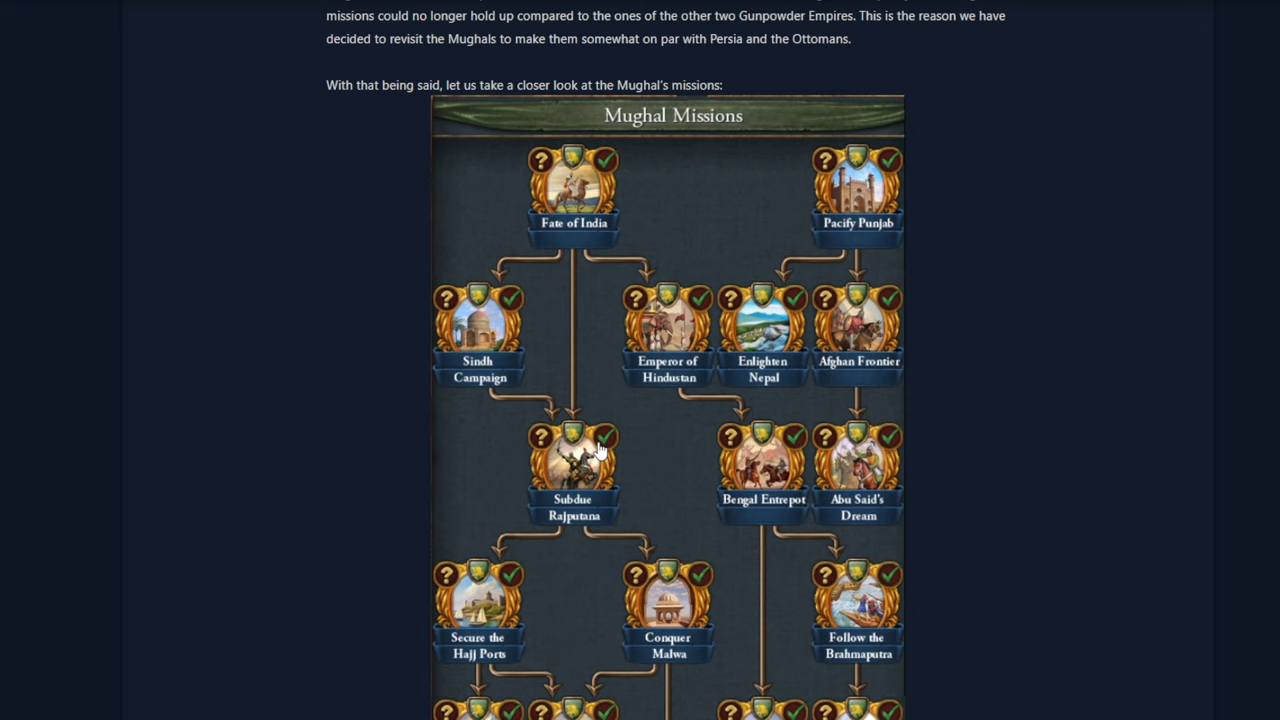 missions could no longer hold up compared to the ones of the other two Gunpowder Empires. This is the reason we have
decided to revisit the Mughals to make them somewhat on par with Persia and the Ottomans.
With that being said, let us take a closer look at the Mughal's missions:
Mughal Missions
Fate of India
Pacify Punjab
Sindh
Campaign
Emperor of
Hindustan
Enlighten
Nepal
Afghan Frontier
Subdue
Rajputana
Bengal Entrepot
Abu Said's
Dream
Secure the
Hajj Ports
Conquer
Malwa
Follow the
Brahmaputra